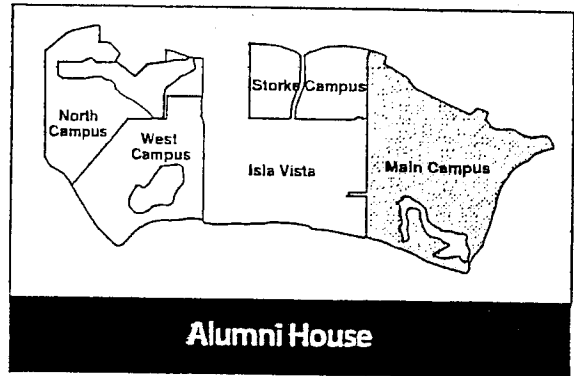 Storke Campus
North
Campus
West
Campus
Isla Vista
Main Campus
Alumni House